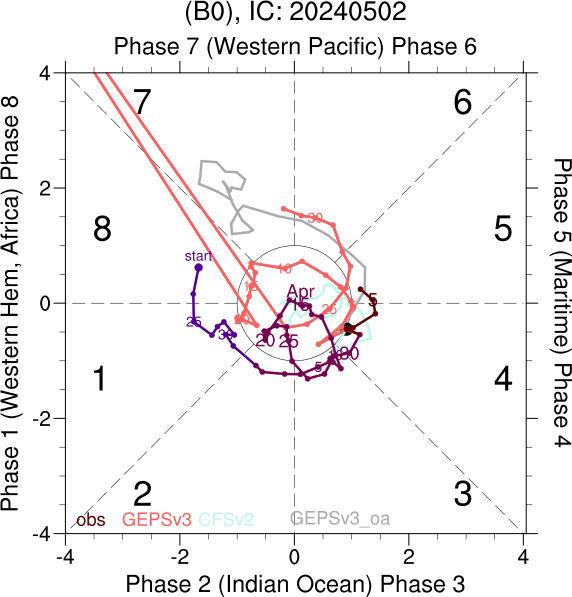 (B0), IC: 20240502
Phase 7 (Western Pacific) Phase 6
Phase 1 (Western Hem, Africa) Phase 8
Phase 5 (Maritime) Phase 4
4
7
6
2
8
5
start
30
10
15
Apr
5
15
25
0
25
20
25
30
5
1
4
-2
2
3
obs GEPSv3 CFSv2 GEPSv3_oa
-4
-4 -2 0 2 4
Phase 2 (Indian Ocean) Phase 3